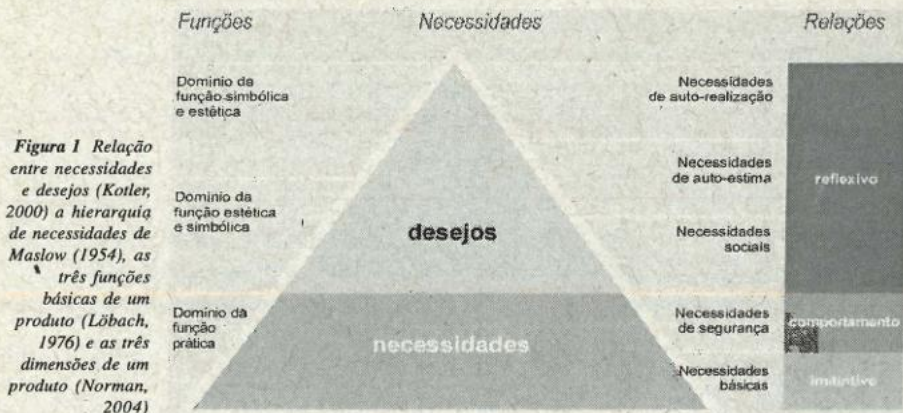 Funções
Necessidades
Relações
Figura 1 Relação
entre necessidades
e desejos (Kotler,
2000) a hierarquia
de necessidades de
Maslow (1954), as
três funções
básicas de um
produto (Löbach,
1976) e as três
dimensões de um
produto (Norman,
2004)
Domínio da
função simbólica
e estética
Domínio da
função estética
e simbólica
Domínio da
função
prática
desejos
necessidades
Necessidades
de auto-realização
Necessidades
de auto-estima
Necessidades
sociais
Necessidades
de segurança
Necessidades
básicas
reflexivo
comportamento